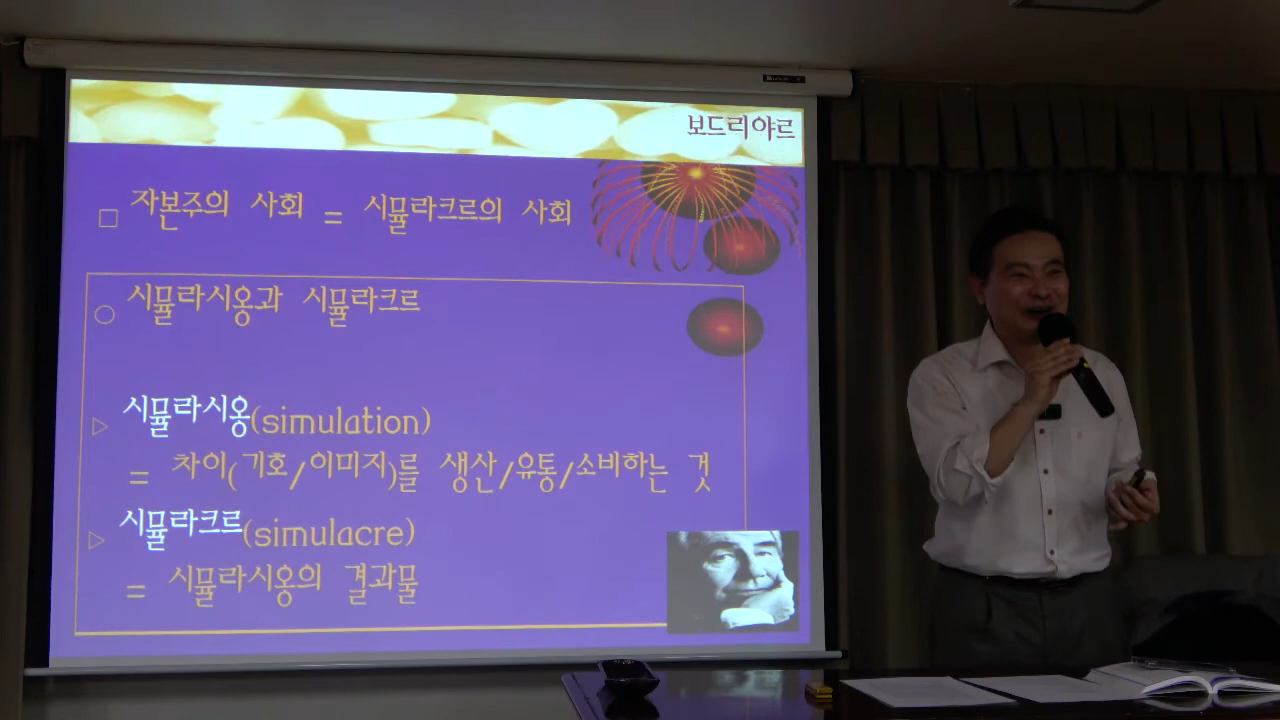 보드리야르
□ 자본주의 사회 = 시뮬라크르의 사회
○ 시뮬라시옹과 시뮬라크르
▷ 시뮬라시옹(simulation)
= 차이(기호/이미지)를 생산/유통/소비하는 것
▷ 시뮬라크르(simulacre)
= 시뮬라시옹의 결과물